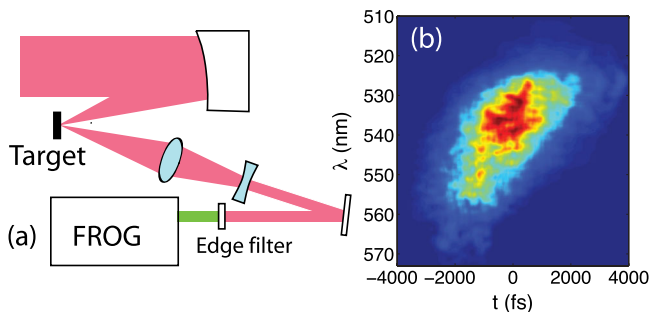 Target
(a)
FROG
Edge filter
(b)
510
520
530
540
550
560
570
λ (nm)
−4000 −2000 0 2000 4000
t (fs)